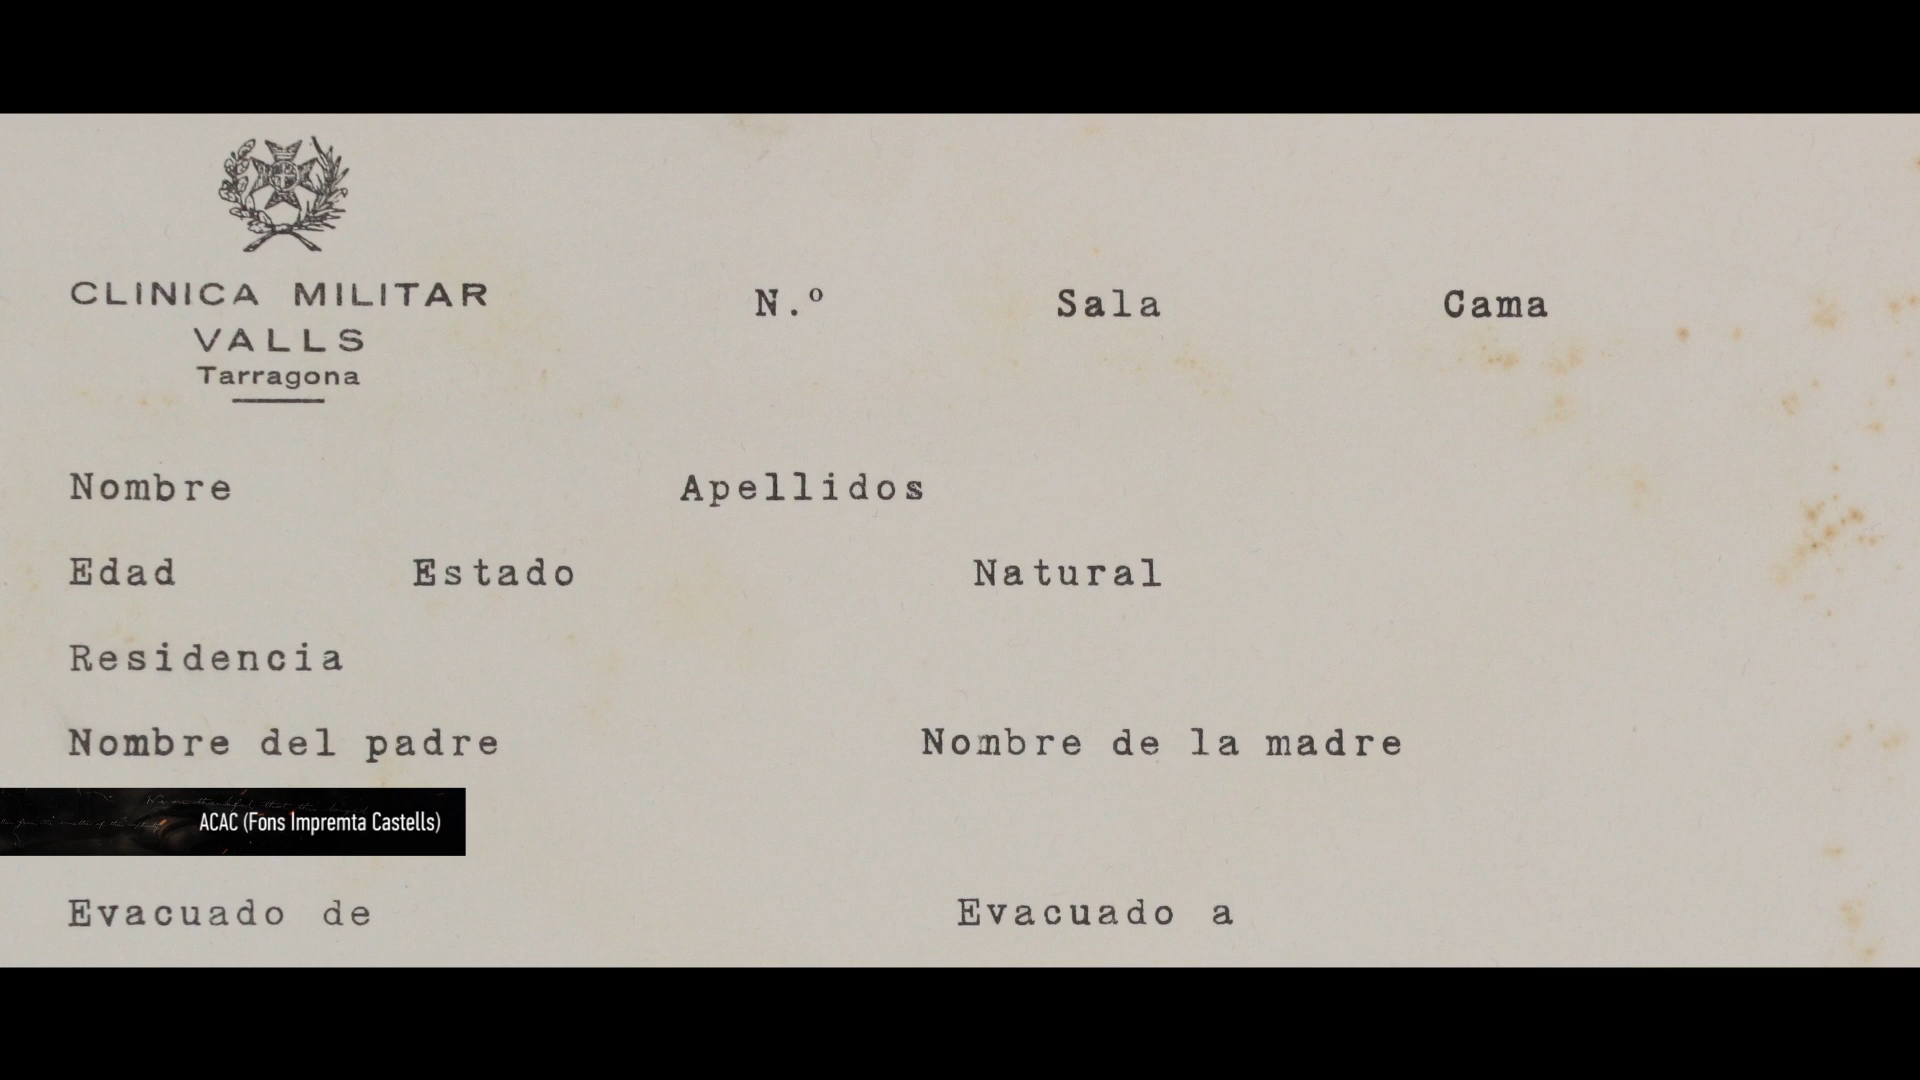 CLINICA MILITAR
VALLS
Tarragona
N.º Sala Cama
Nombre Apellidos
Edad Estado Natural
Residencia
Nombre del padre Nombre de la madre
ACAC (Fons Impremta Castells)
Evacuado de Evacuado a